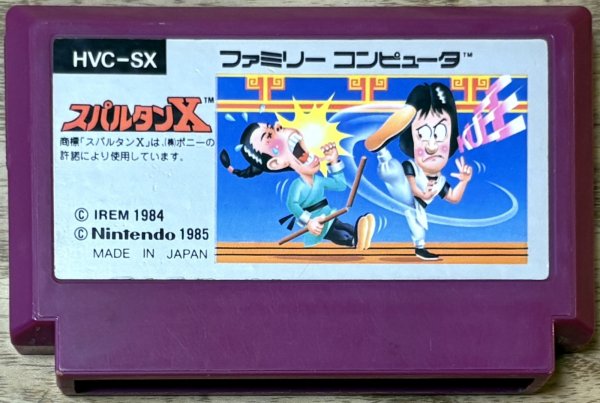 HVC-SX
ファミリー コンピュータ™
スパルタンX™
商標「スパルタンX」は、(株)ポニーの
許諾により使用しています。
© IREM 1984
© Nintendo 1985
MADE IN JAPAN